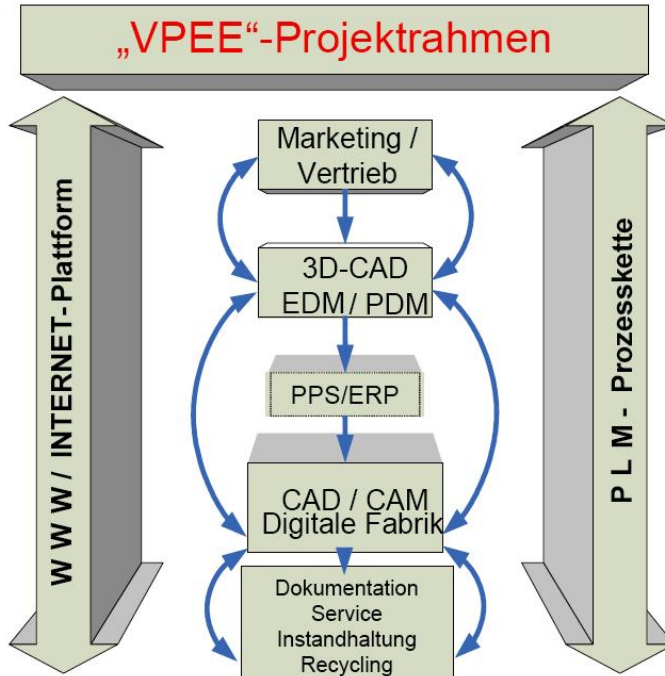 „VPEE“-Projektrahmen
W W W / INTERNET-Plattform
Marketing /
Vertrieb
3D-CAD
EDM / PDM
PPS/ERP
CAD / CAM
Digitale Fabrik
Dokumentation
Service
Instandhaltung
Recycling
P L M - Prozesskette